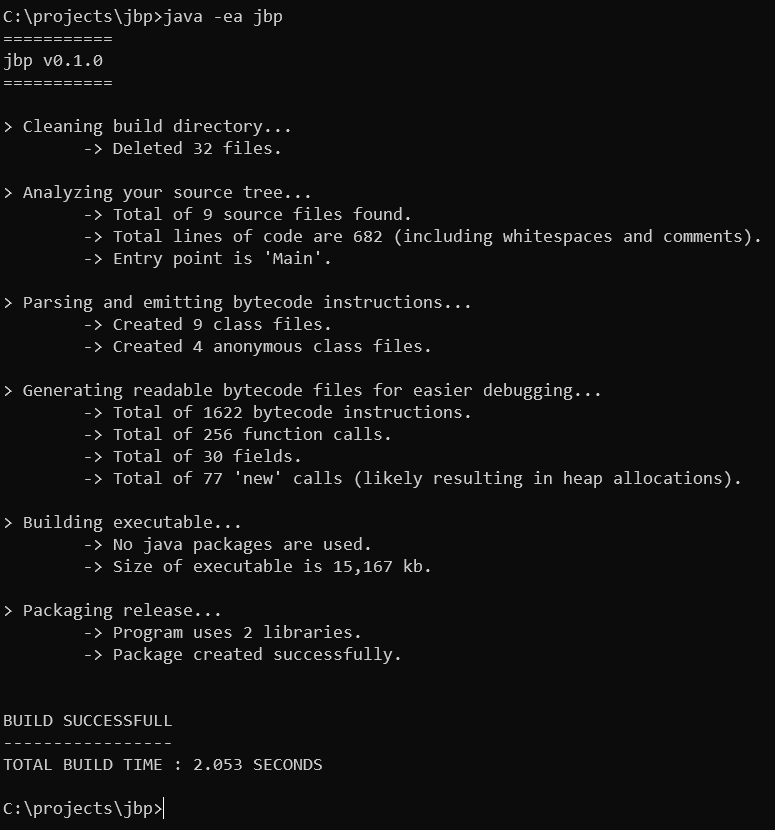 C:\projects\jbp>java -ea jbp
===========
jbp v0.1.0
===========
> Cleaning build directory...
-> Deleted 32 files.
> Analyzing your source tree...
-> Total of 9 source files found.
-> Total lines of code are 682 (including whitespaces and comments).
-> Entry point is 'Main'.
> Parsing and emitting bytecode instructions...
-> Created 9 class files.
-> Created 4 anonymous class files.
> Generating readable bytecode files for easier debugging...
-> Total of 1622 bytecode instructions.
-> Total of 256 function calls.
-> Total of 30 fields.
-> Total of 77 'new' calls (likely resulting in heap allocations).
> Building executable...
-> No java packages are used.
-> Size of executable is 15,167 kb.
> Packaging release...
-> Program uses 2 libraries.
-> Package created successfully.
BUILD SUCCESSFULL
-----------------
TOTAL BUILD TIME : 2.053 SECONDS
C:\projects\jbp>